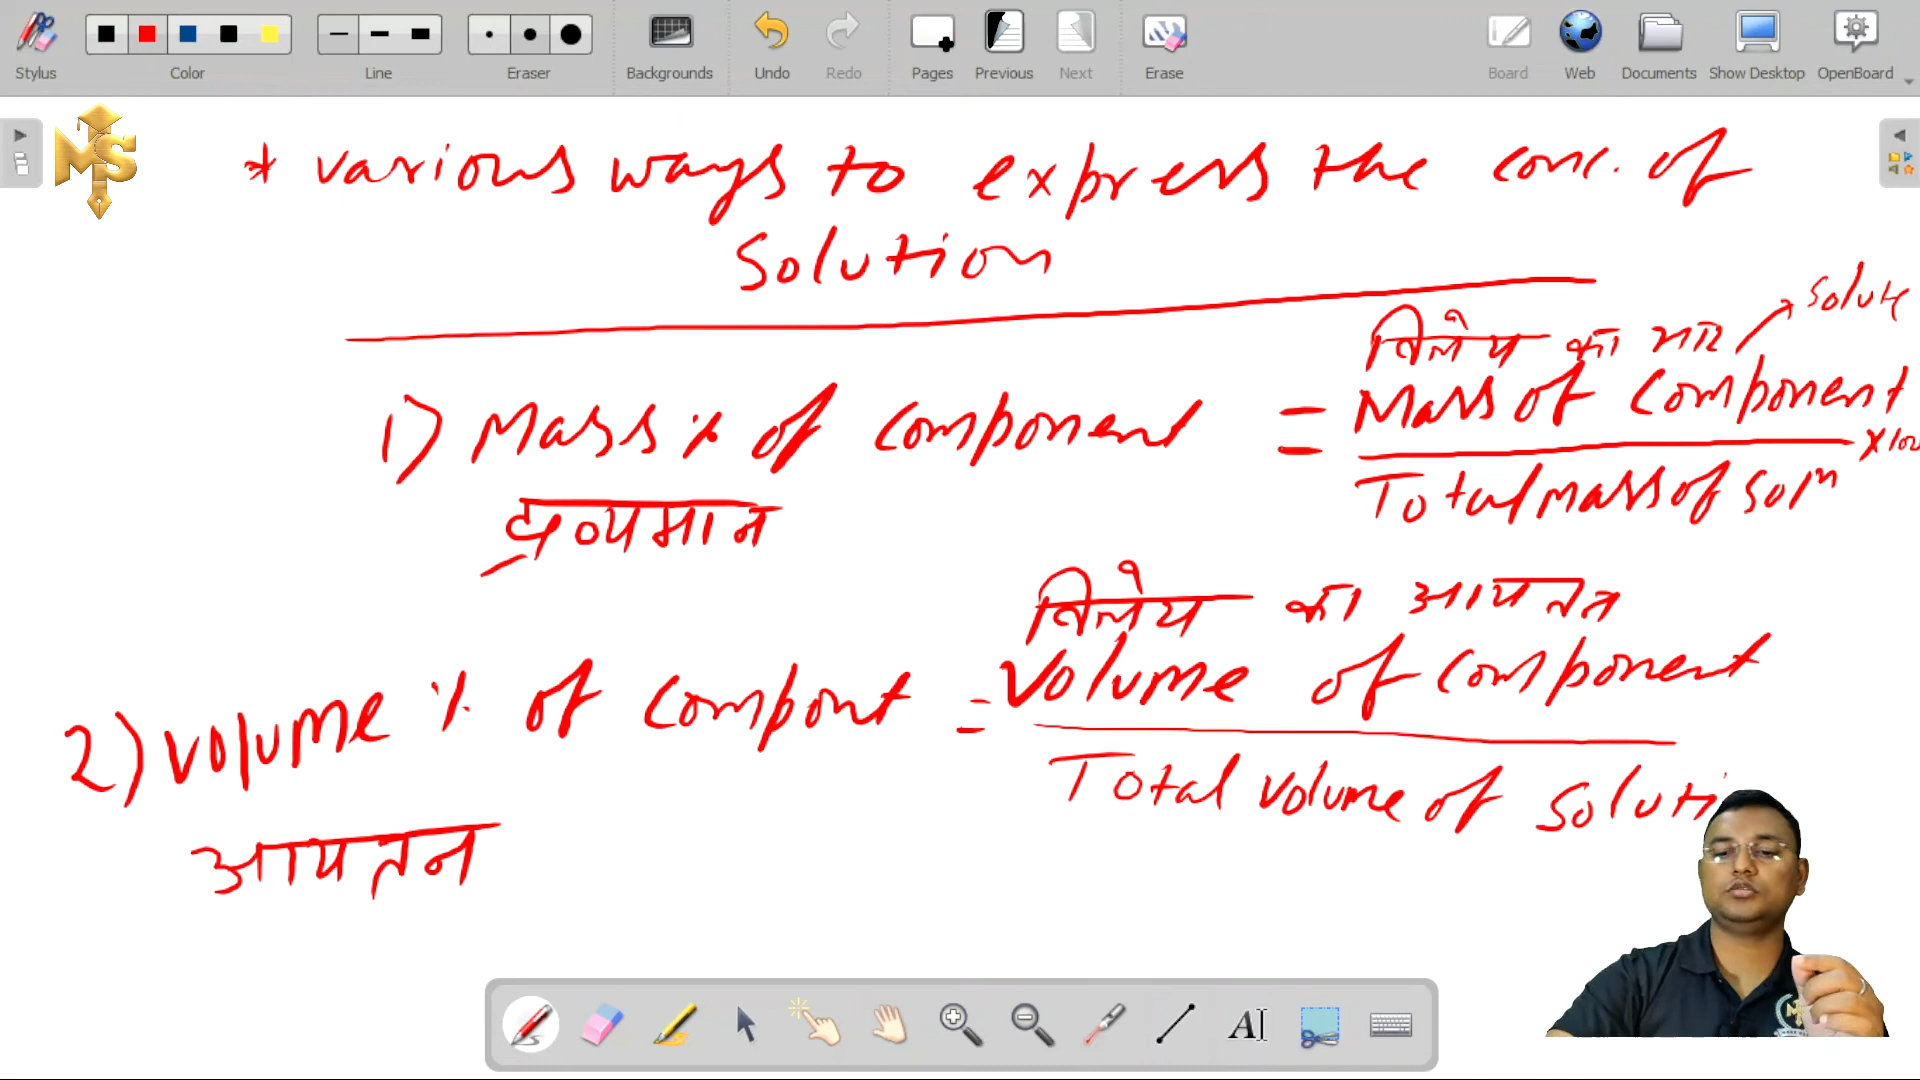 Stylus Color Line Eraser Backgrounds Undo Redo Pages Previous Next Erase Board Web Documents Show Desktop OpenBoard
MS
* various ways to express the conc. of
Solution
solute
विलेय का भार
1) Mass % of component = Mass of component
x 100
Total mass of solⁿ
द्रव्यमान
विलेय का आयतन
2) Volume % of compont = Volume of component
Total volume of soluti
आयतन